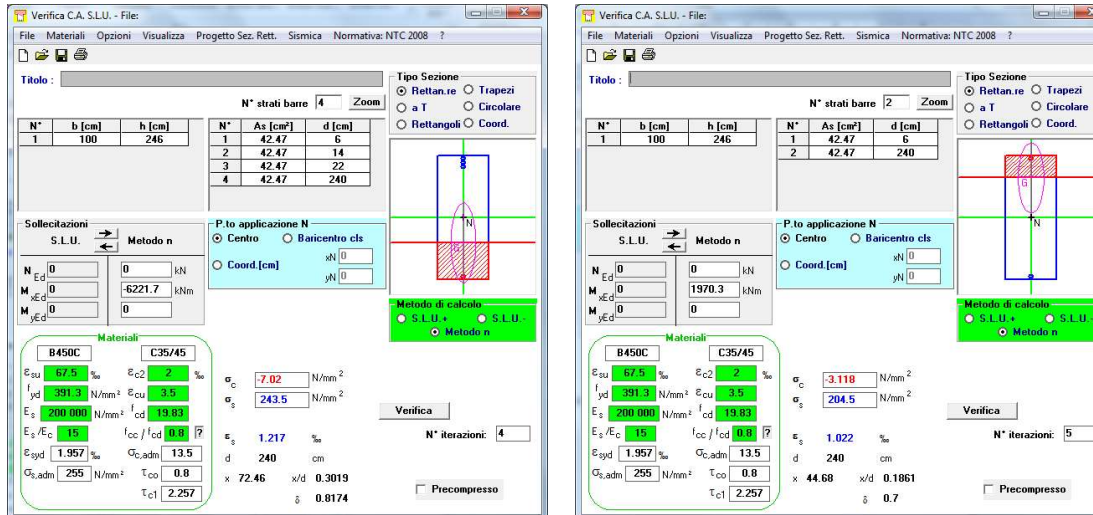 Verifica C.A. S.L.U. - File:
File Materiali Opzioni Visualizza Progetto Sez. Rett. Sismica Normativa: NTC 2008 ?
Titolo :
N° strati barre 4 Zoom
N° b [cm] h [cm]
1 100 246
N° As [cm²] d [cm]
1 42.47 6
2 42.47 14
3 42.47 22
4 42.47 240
Tipo Sezione
Rettan.re Trapezi
a T Circolare
Rettangoli Coord.
N
G
Sollecitazioni
S.L.U. Metodo n
N Ed 0 0 kN
M xEd 0 -6221.7 kNm
M yEd 0 0
P.to applicazione N
Centro Baricentro cls
Coord.[cm] xN 0
yN 0
Metodo di calcolo
S.L.U.+ S.L.U.-
Metodo n
Materiali
B450C C35/45
εsu 67.5 ‰ εc2 2 ‰
fyd 391.3 N/mm² εcu 3.5
Es 200 000 N/mm² fcd 19.83
Es/Ec 15 fcc / fcd 0.8 ?
εsyd 1.957 ‰ σc,adm 13.5
σs,adm 255 N/mm² τco 0.8
τc1 2.257
σc -7.02 N/mm²
σs 243.5 N/mm²
εs 1.217 ‰
d 240 cm
x 72.46 x/d 0.3019
δ 0.8174
Verifica
N° iterazioni: 4
Precompresso
Verifica C.A. S.L.U. - File:
File Materiali Opzioni Visualizza Progetto Sez. Rett. Sismica Normativa: NTC 2008 ?
Titolo :
N° strati barre 2 Zoom
N° b [cm] h [cm]
1 100 246
N° As [cm²] d [cm]
1 42.47 6
2 42.47 240
Tipo Sezione
Rettan.re Trapezi
a T Circolare
Rettangoli Coord.
G
N
Sollecitazioni
S.L.U. Metodo n
N Ed 0 0 kN
M xEd 0 1970.3 kNm
M yEd 0 0
P.to applicazione N
Centro Baricentro cls
Coord.[cm] xN 0
yN 0
Metodo di calcolo
S.L.U.+ S.L.U.-
Metodo n
Materiali
B450C C35/45
εsu 67.5 ‰ εc2 2 ‰
fyd 391.3 N/mm² εcu 3.5
Es 200 000 N/mm² fcd 19.83
Es/Ec 15 fcc / fcd 0.8 ?
εsyd 1.957 ‰ σc,adm 13.5
σs,adm 255 N/mm² τco 0.8
τc1 2.257
σc -3.118 N/mm²
σs 204.5 N/mm²
εs 1.022 ‰
d 240 cm
x 44.68 x/d 0.1861
δ 0.7
Verifica
N° iterazioni: 5
Precompresso